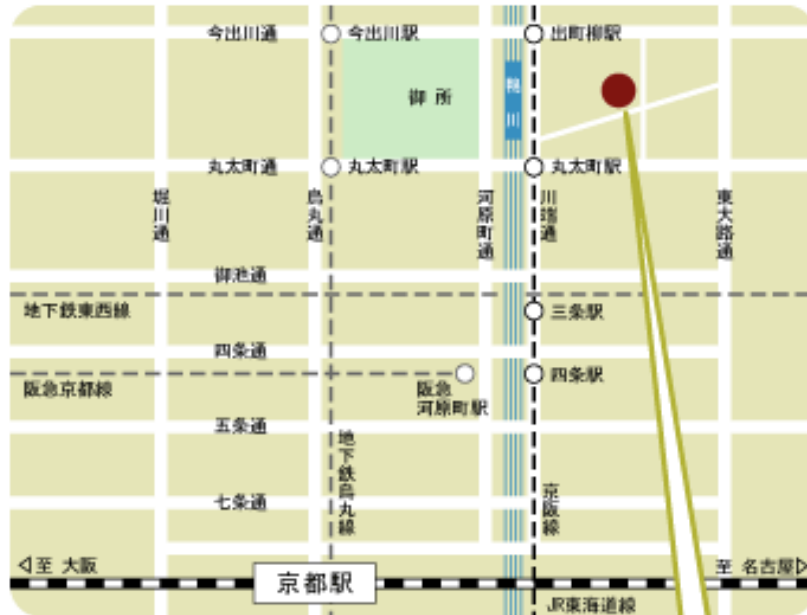 今出川通
今出川駅
出町柳駅
御所
鴨川
丸太町通
丸太町駅
丸太町駅
堀川通
烏丸通
河原町通
川端通
東大路通
御池通
地下鉄東西線
三条駅
四条通
阪急京都線
阪急
河原町駅
四条駅
五条通
地下鉄烏丸線
七条通
京阪線
至 大阪
京都駅
至 名古屋
JR東海道線